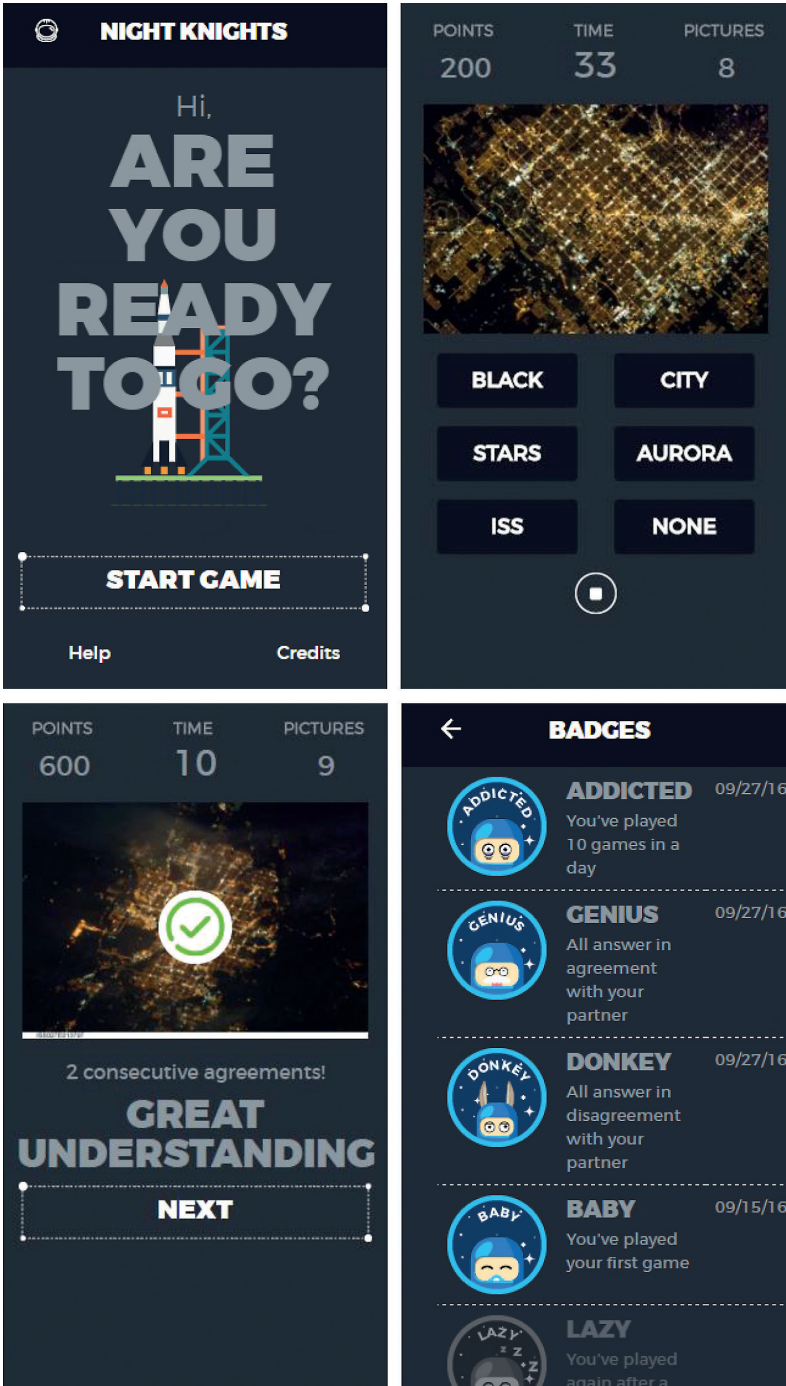 NIGHT KNIGHTS
Hi,
ARE
YOU
READY
TO GO?
START GAME
Help Credits
POINTS TIME PICTURES
200 33 8
BLACK CITY
STARS AURORA
ISS NONE
POINTS TIME PICTURES
600 10 9
2 consecutive agreements!
GREAT
UNDERSTANDING
NEXT
BADGES
ADDICTED
ADDICTED 09/27/16
You've played
10 games in a
day
GENIUS
GENIUS 09/27/16
All answer in
agreement
with your
partner
DONKEY
DONKEY 09/27/16
All answer in
disagreement
with your
partner
BABY
BABY 09/15/16
You've played
your first game
LAZY
z z z
LAZY
You've played
again after a